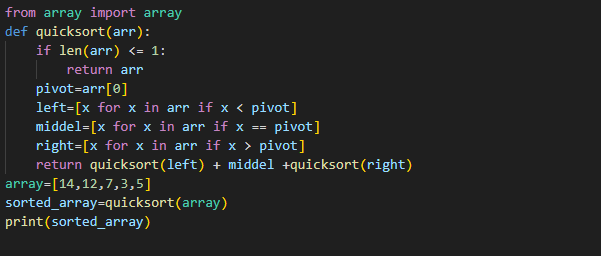 from array import array
def quicksort(arr):
    if len(arr) <= 1:
        return arr
    pivot=arr[0]
    left=[x for x in arr if x < pivot]
    middel=[x for x in arr if x == pivot]
    right=[x for x in arr if x > pivot]
    return quicksort(left) + middel +quicksort(right)
array=[14,12,7,3,5]
sorted_array=quicksort(array)
print(sorted_array)